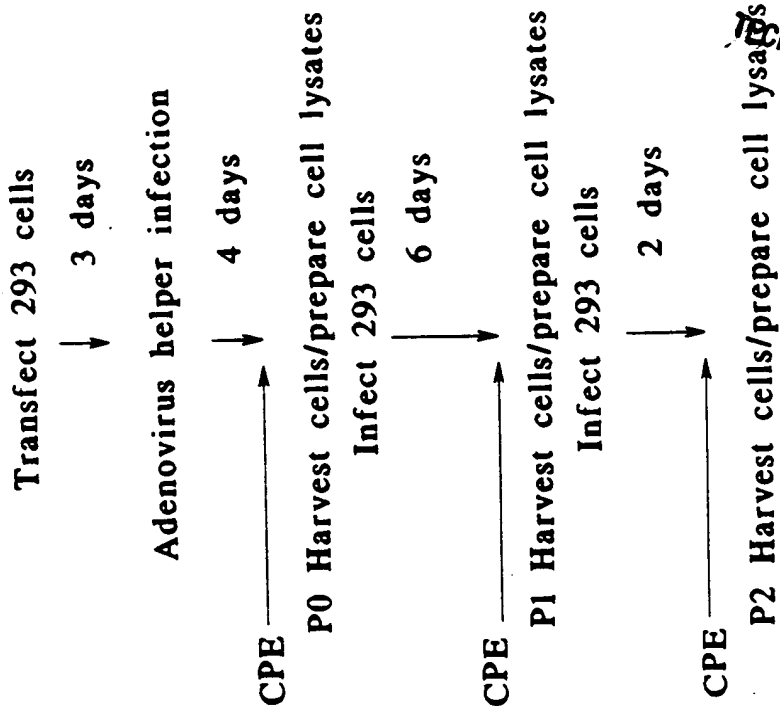 Transfect 293 cells
3 days
Adenovirus helper infection
4 days
CPE
P0 Harvest cells/prepare cell lysates
Infect 293 cells
6 days
CPE
P1 Harvest cells/prepare cell lysates
Infect 293 cells
2 days
CPE
P2 Harvest cells/prepare cell lysates